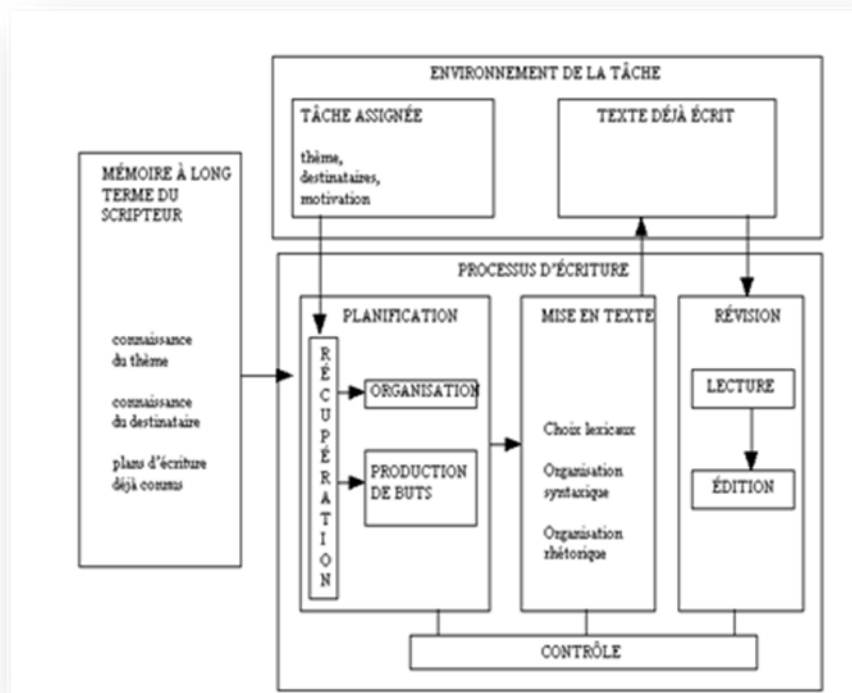 ENVIRONNEMENT DE LA TÂCHE
TÂCHE ASSIGNÉE
thème,
destinataires,
motivation
TEXTE DÉJÀ ÉCRIT
MÉMOIRE À LONG
TERME DU
SCRIPTEUR
connaissance
du thème
connaissance
du destinataire
plans d'écriture
déjà connus
PROCESSUS D'ÉCRITURE
PLANIFICATION
RÉCUPÉRATION
ORGANISATION
PRODUCTION
DE BUTS
MISE EN TEXTE
Choix lexicaux
Organisation
syntaxique
Organisation
rhétorique
RÉVISION
LECTURE
ÉDITION
CONTRÔLE